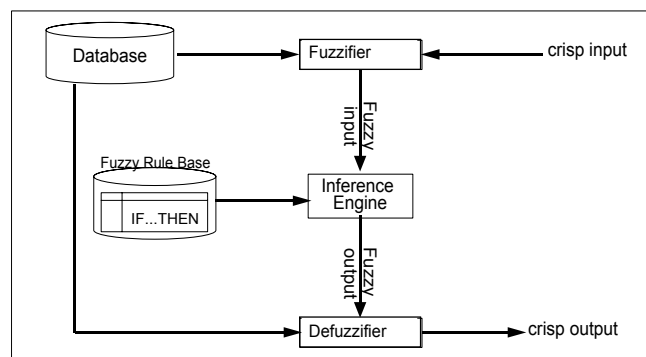 Database
Fuzzifier
crisp input
Fuzzy
input
Fuzzy Rule Base
IF...THEN
Inference
Engine
Fuzzy
output
Defuzzifier
crisp output